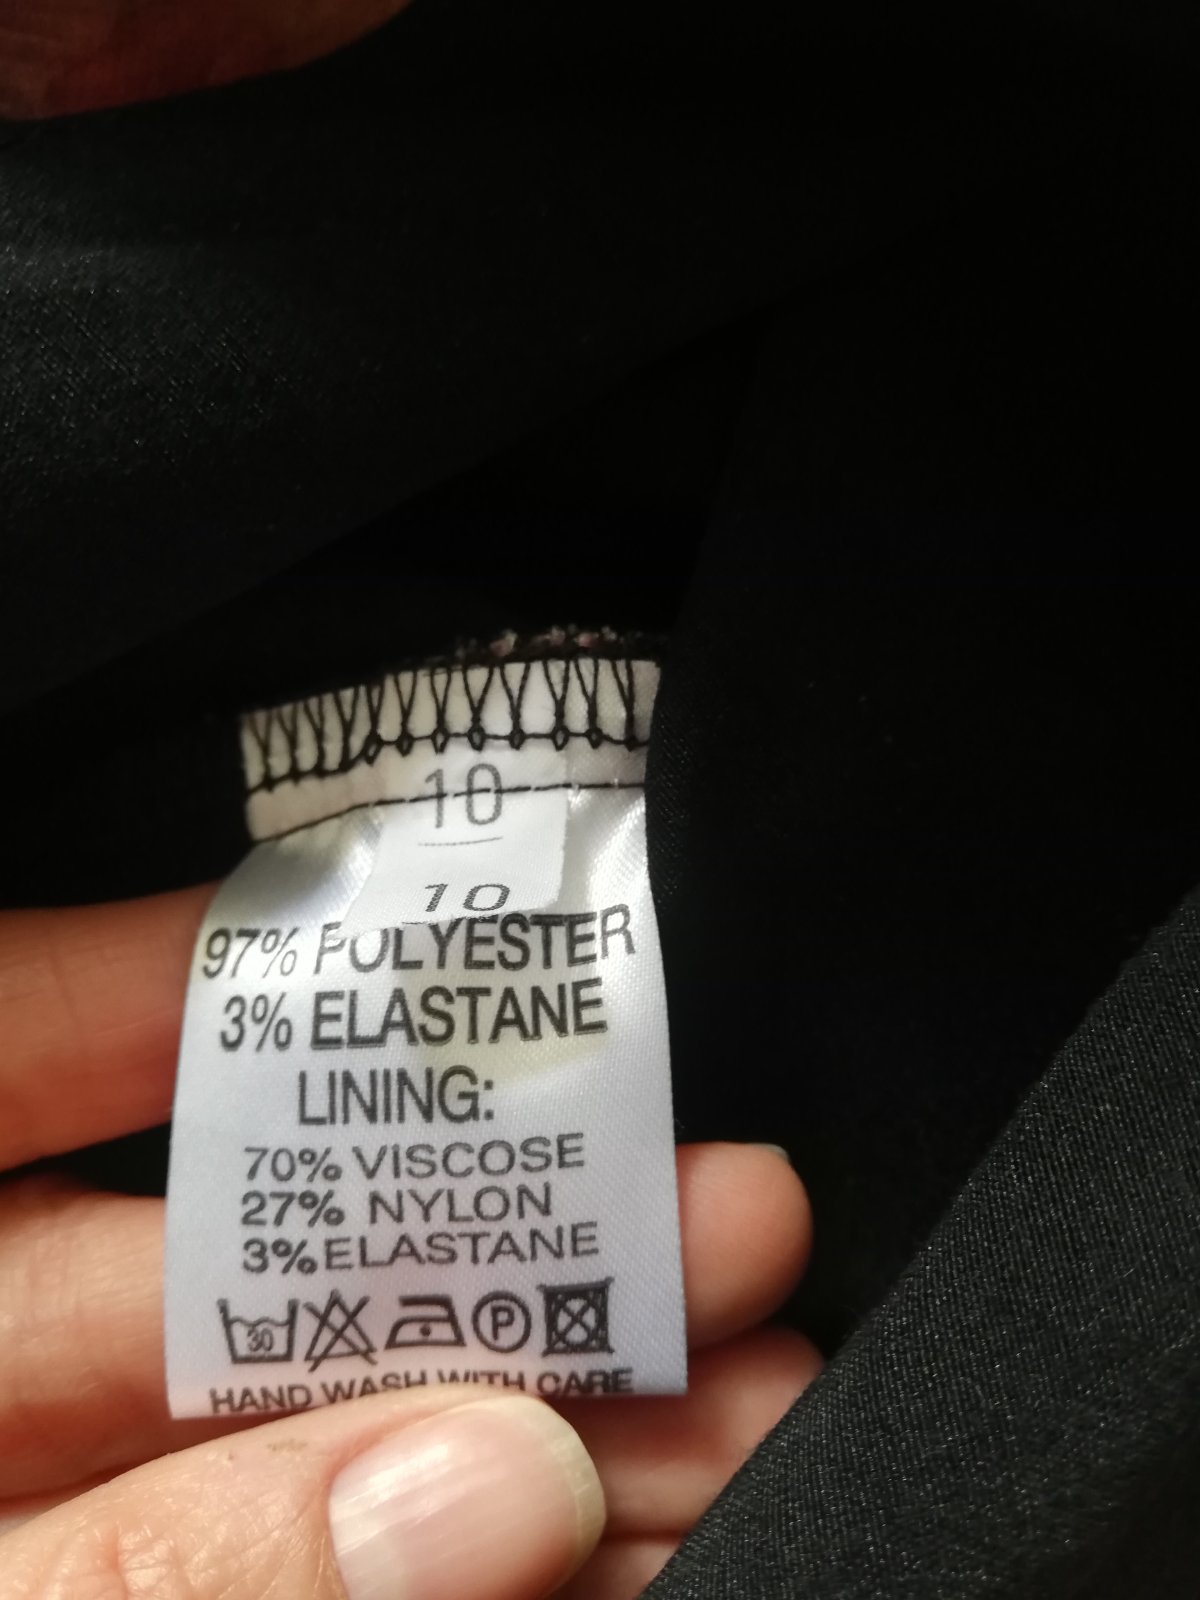 10
10
97% POLYESTER
3% ELASTANE
LINING:
70% VISCOSE
27% NYLON
3% ELASTANE
30 P
HAND WASH WITH CARE